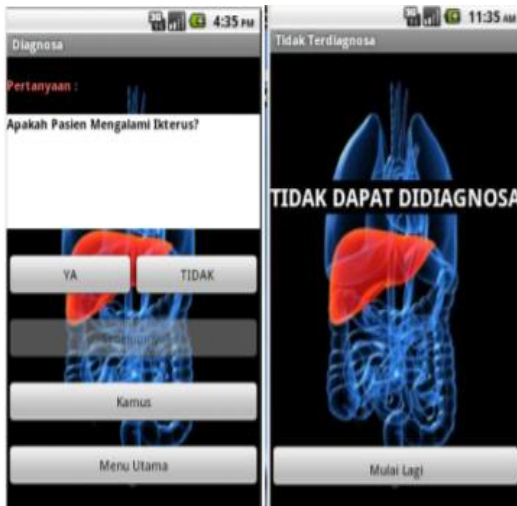 4:35 PM
Diagnosa
Pertanyaan :
Apakah Pasien Mengalami Ikterus?
YA
TIDAK
Kamus
Menu Utama
11:35 AM
Tidak Terdiagnosa
TIDAK DAPAT DIDIAGNOSA
Mulai Lagi